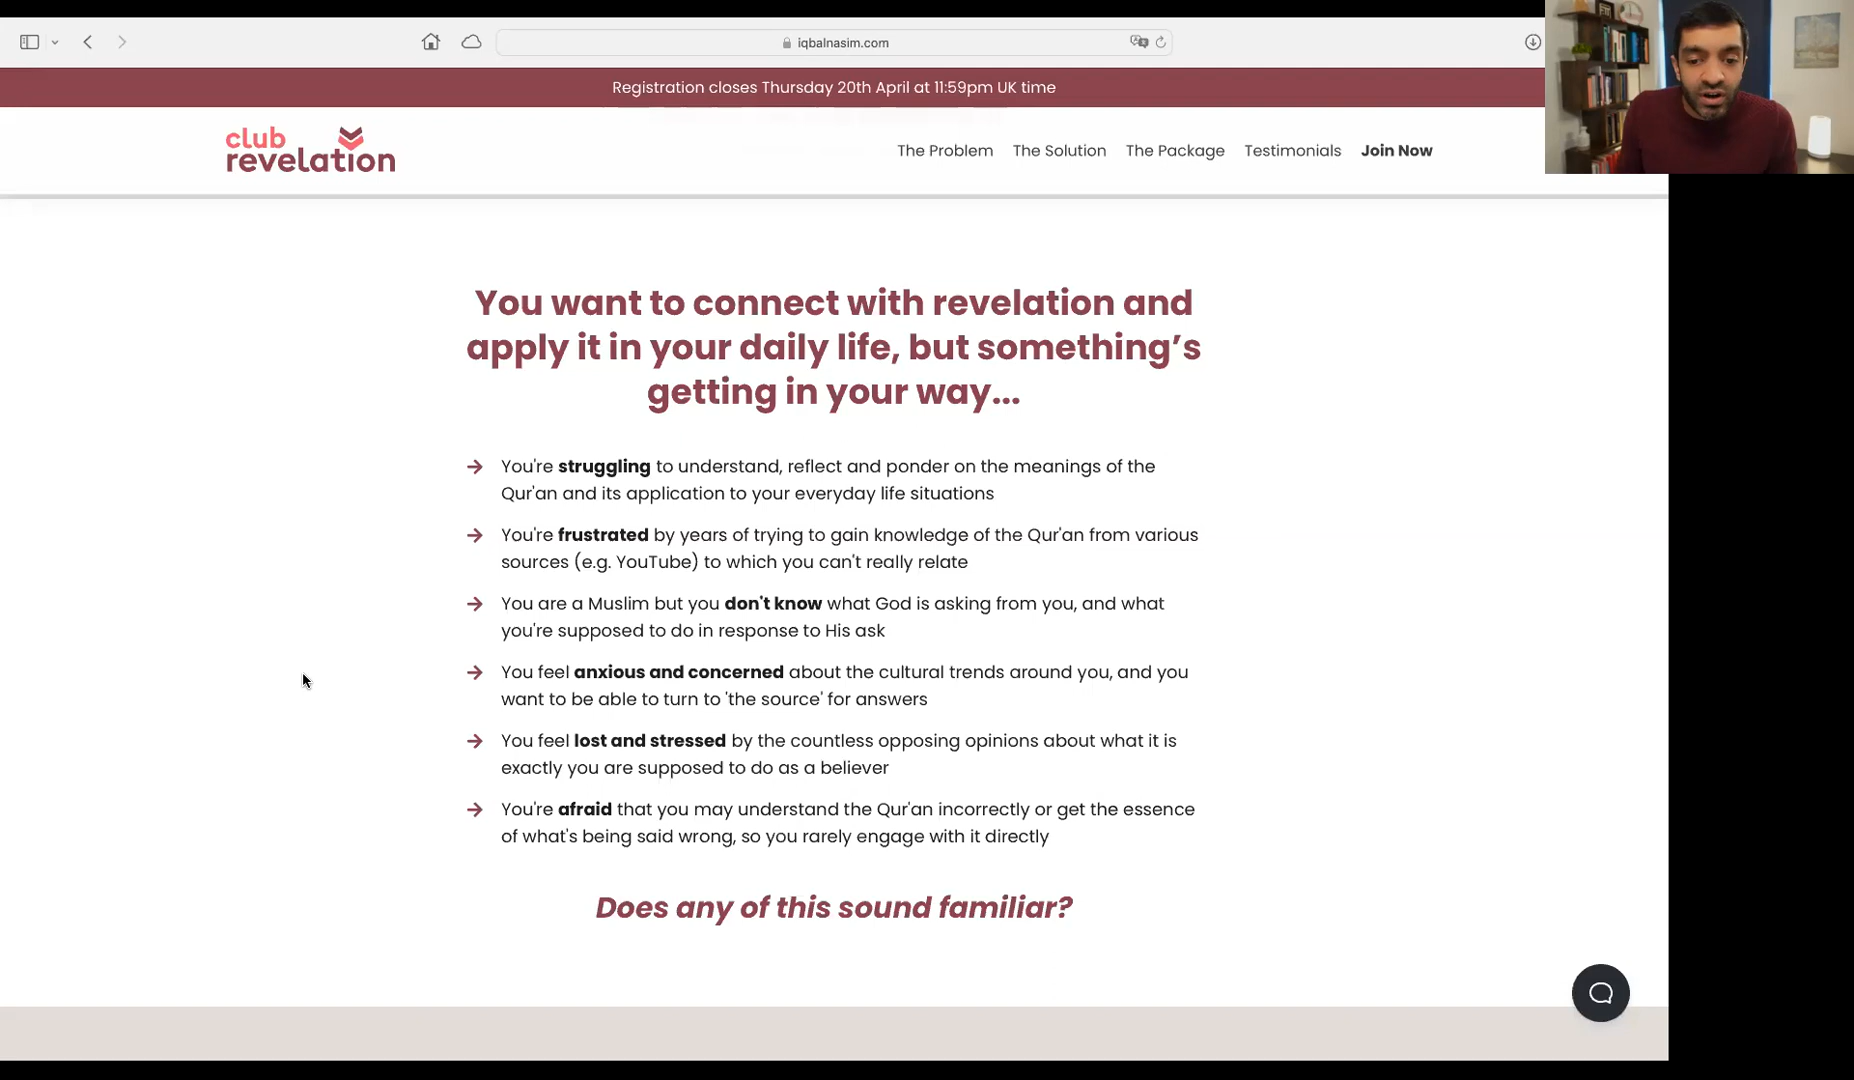 iqbalnasim.com
Registration closes Thursday 20th April at 11:59pm UK time
club
revelation
The Problem
The Solution
The Package
Testimonials
Join Now
You want to connect with revelation and
apply it in your daily life, but something’s
getting in your way...
You're struggling to understand, reflect and ponder on the meanings of the
Qur'an and its application to your everyday life situations
You're frustrated by years of trying to gain knowledge of the Qur'an from various
sources (e.g. YouTube) to which you can't really relate
You are a Muslim but you don't know what God is asking from you, and what
you're supposed to do in response to His ask
You feel anxious and concerned about the cultural trends around you, and you
want to be able to turn to 'the source' for answers
You feel lost and stressed by the countless opposing opinions about what it is
exactly you are supposed to do as a believer
You're afraid that you may understand the Qur'an incorrectly or get the essence
of what's being said wrong, so you rarely engage with it directly
Does any of this sound familiar?